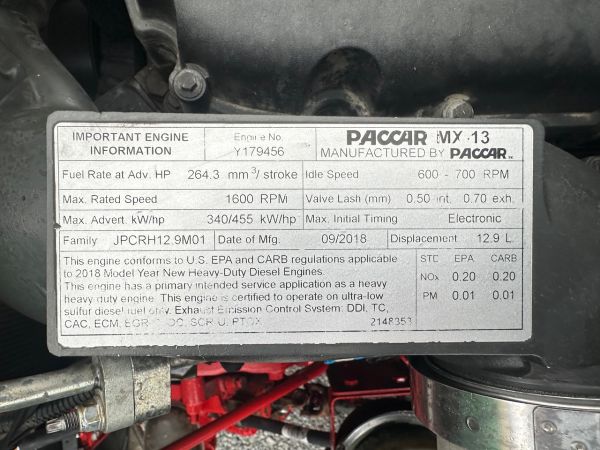 IMPORTANT ENGINE INFORMATION
Engine No. Y179456
PACCAR MX-13
MANUFACTURED BY PACCAR INC
Fuel Rate at Adv. HP 264.3 mm³/stroke
Idle Speed 600 - 700 RPM
Max. Rated Speed 1600 RPM
Valve Lash (mm) 0.50 int. 0.70 exh.
Max. Advert. kW/hp 340/455 kW/hp
Max. Initial Timing Electronic
Family JPCRH12.9M01
Date of Mfg. 09/2018
Displacement 12.9 L
This engine conforms to U.S. EPA and CARB regulations applicable
to 2018 Model Year New Heavy-Duty Diesel Engines.
This engine has a primary intended service application as a heavy
heavy duty engine. This engine is certified to operate on ultra-low
sulfur diesel fuel only. Exhaust Emission Control System: DDI, TC,
CAC, ECM, EGR, SCR-U, PTOX
2148353
STD EPA CARB
NOx 0.20 0.20
PM 0.01 0.01